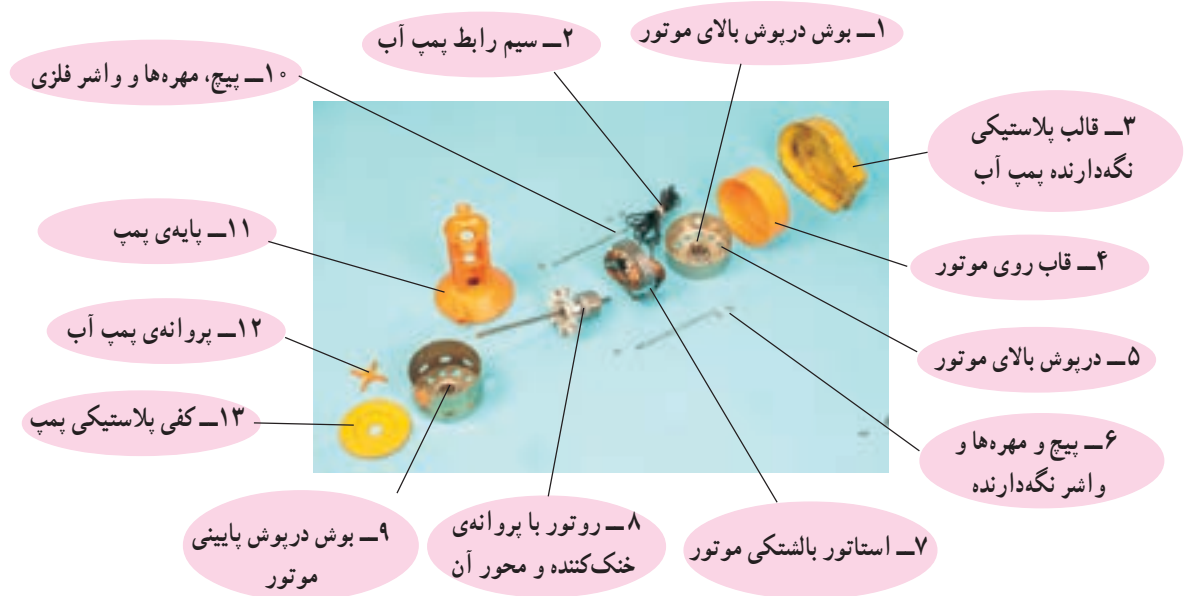 ۱ــ بوش درپوش بالای موتور
۲ــ سیم رابط پمپ آب
۳ــ قالب پلاستیکی
نگه‌دارنده پمپ آب
۴ــ قاب روی موتور
۵ــ درپوش بالای موتور
۶ــ پیچ و مهره‌ها و
واشر نگه‌دارنده
۷ــ استاتور بالشتکی موتور
۸ ــ روتور با پروانه‌ی
خنک‌کننده و محور آن
۹ــ بوش درپوش پایینی
موتور
۱۰ــ پیچ، مهره‌ها و واشر فلزی
۱۱ــ پایه‌ی پمپ
۱۲ــ پروانه‌ی پمپ آب
۱۳ــ کفی پلاستیکی پمپ